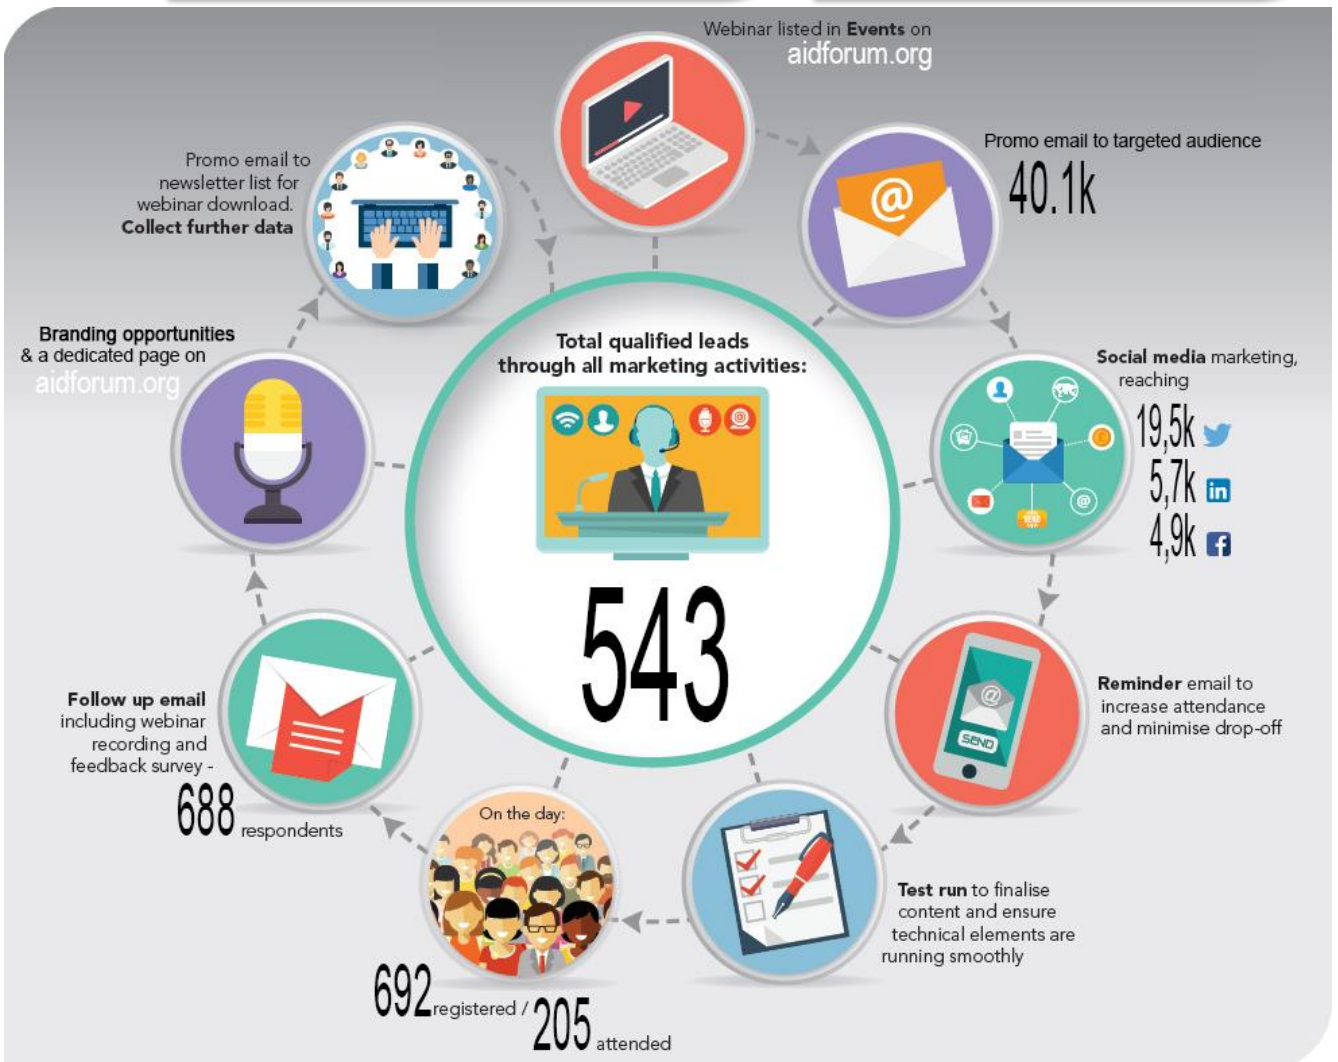 Webinar listed in Events on
aidforum.org
Promo email to targeted audience
40.1k
Social media marketing,
reaching
19,5k
5,7k in
4,9k f
Reminder email to
increase attendance
and minimise drop-off
SEND
Test run to finalise
content and ensure
technical elements are
running smoothly
On the day:
692 registered / 205 attended
Follow up email
including webinar
recording and
feedback survey -
688 respondents
Branding opportunities
& a dedicated page on
aidforum.org
Promo email to
newsletter list for
webinar download.
Collect further data
Total qualified leads
through all marketing activities:
543
@
@
@
SEND